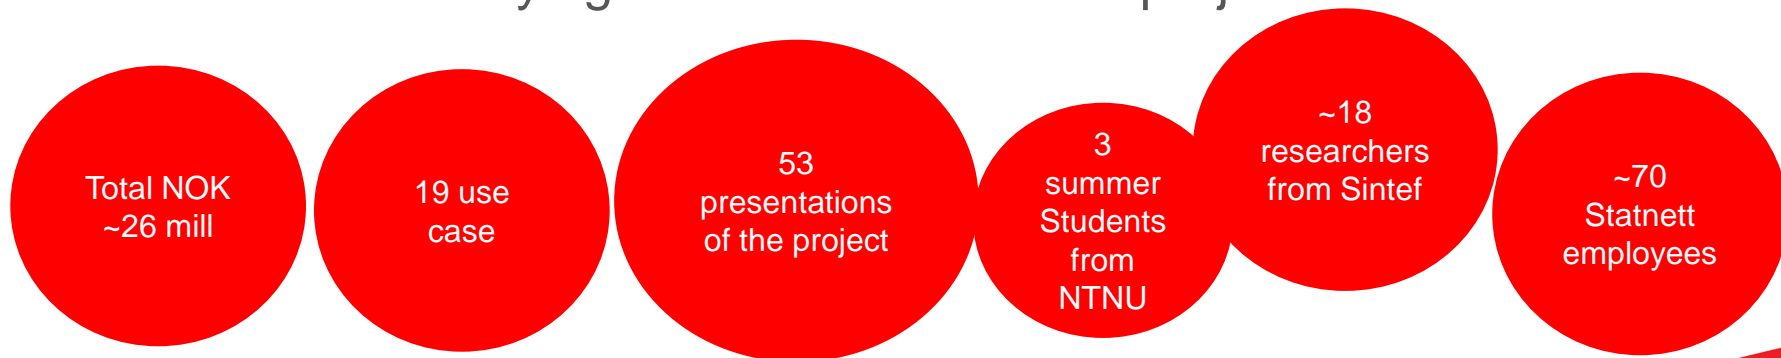 Total NOK
~26 mill
19 use
case
53
presentations
of the project
3
summer
Students
from
NTNU
~18
researchers
from Sintef
~70
Statnett
employees